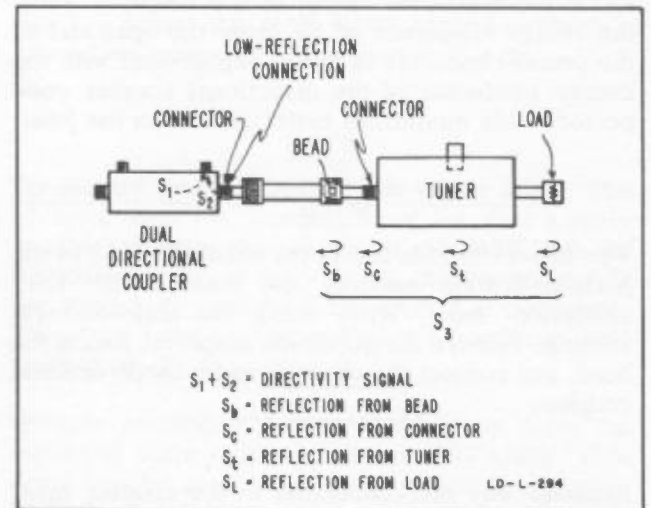 LOW-REFLECTION
CONNECTION
CONNECTOR
BEAD
CONNECTOR
LOAD
TUNER
S1
S2
DUAL
DIRECTIONAL
COUPLER
Sb
Sc
St
SL
S3
S1 + S2 = DIRECTIVITY SIGNAL
Sb = REFLECTION FROM BEAD
Sc = REFLECTION FROM CONNECTOR
St = REFLECTION FROM TUNER
SL = REFLECTION FROM LOAD
LD-L-294